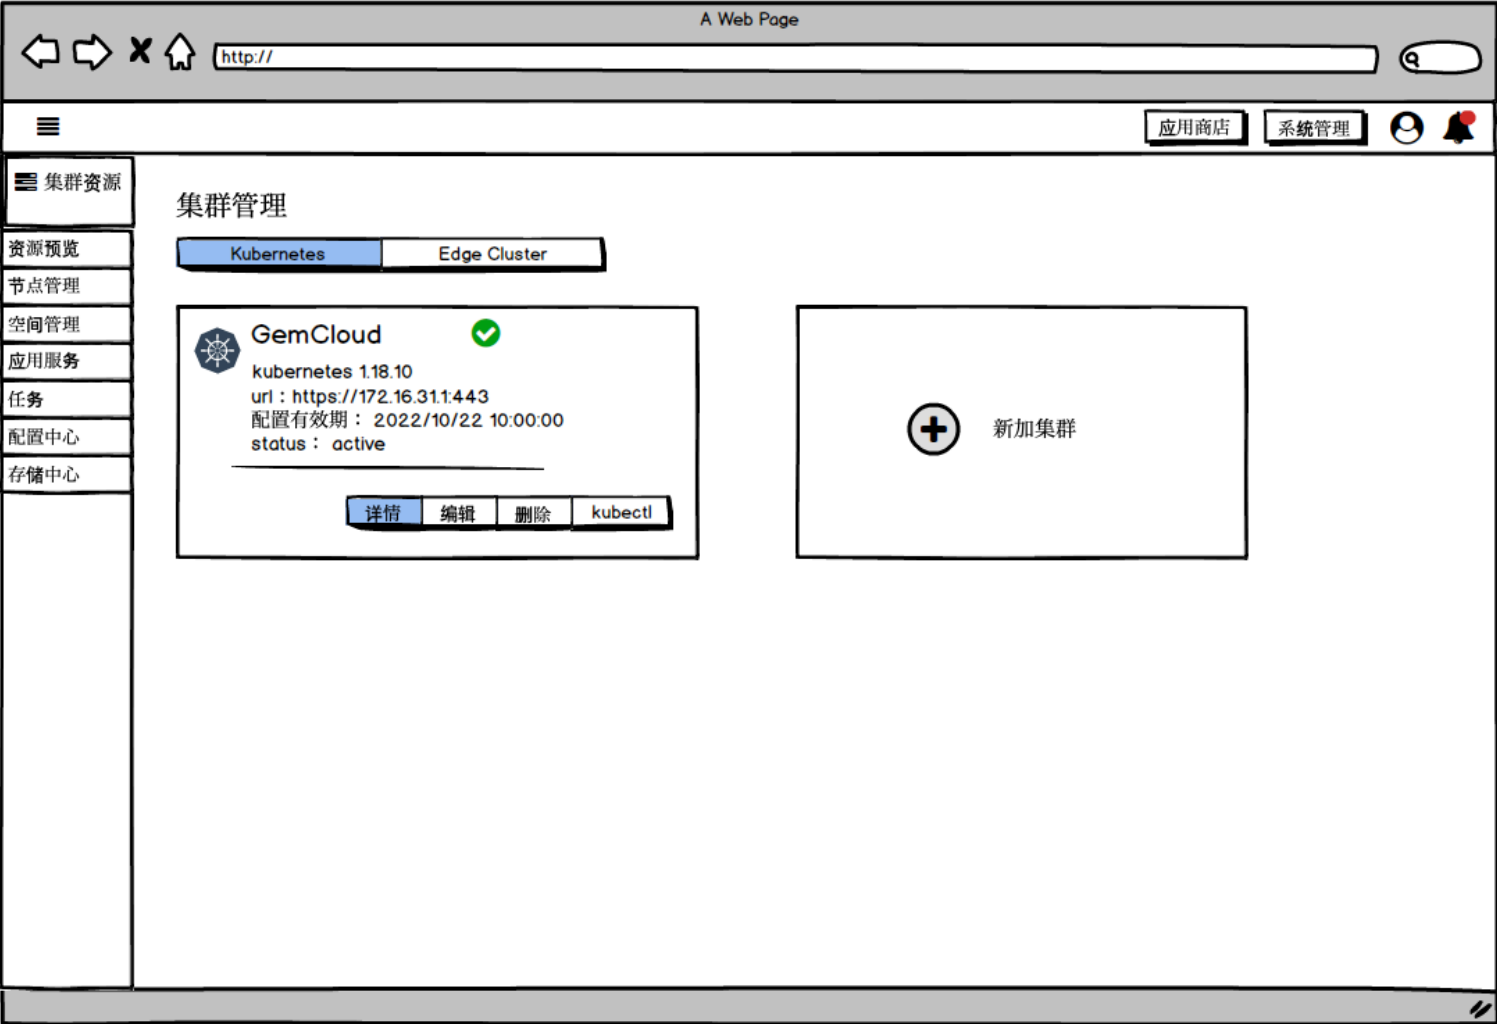 A Web Page
http://
应用商店
系统管理
集群资源
资源预览
节点管理
空间管理
应用服务
任务
配置中心
存储中心
集群管理
Kubernetes
Edge Cluster
GemCloud
kubernetes 1.18.10
url：https://172.16.31.1:443
配置有效期： 2022/10/22 10:00:00
status： active
详情
编辑
删除
kubectl
新加集群